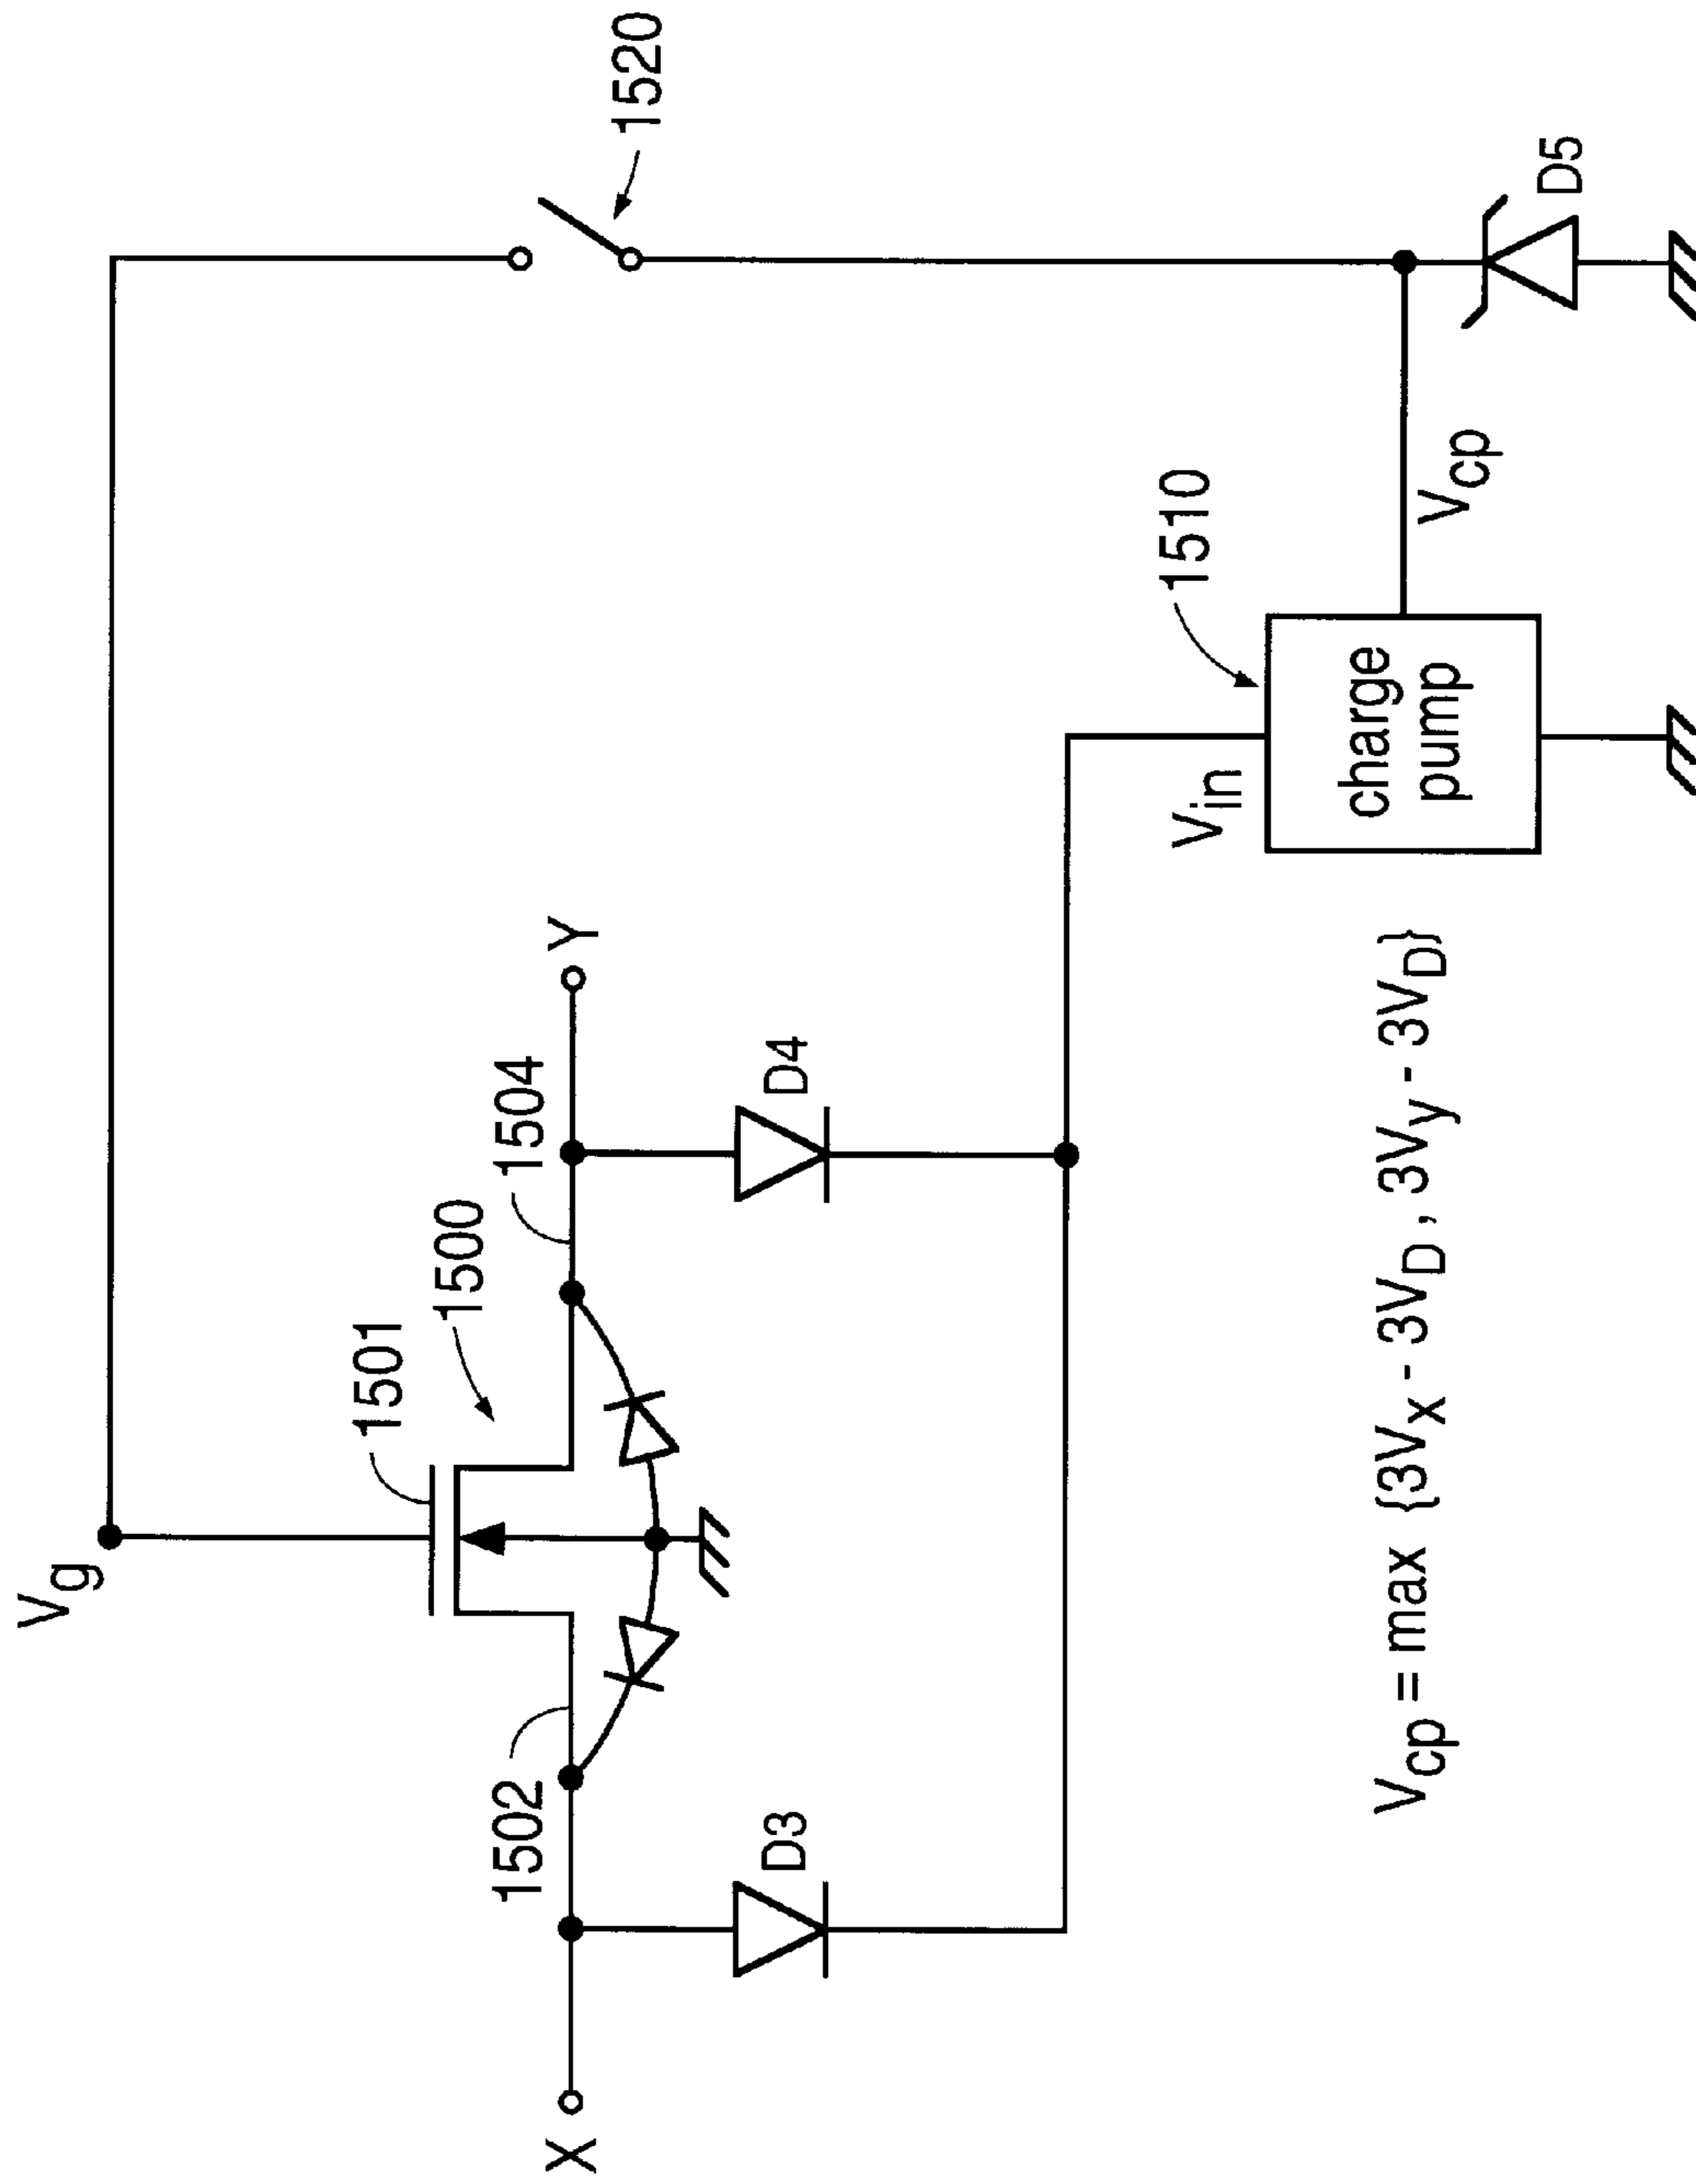 Vg
1501
1500
1502
1504
X
Y
D3
D4
1520
1510
Vin
charge
pump
Vcp
D5
Vcp = max {3Vx - 3VD, 3Vy - 3VD}